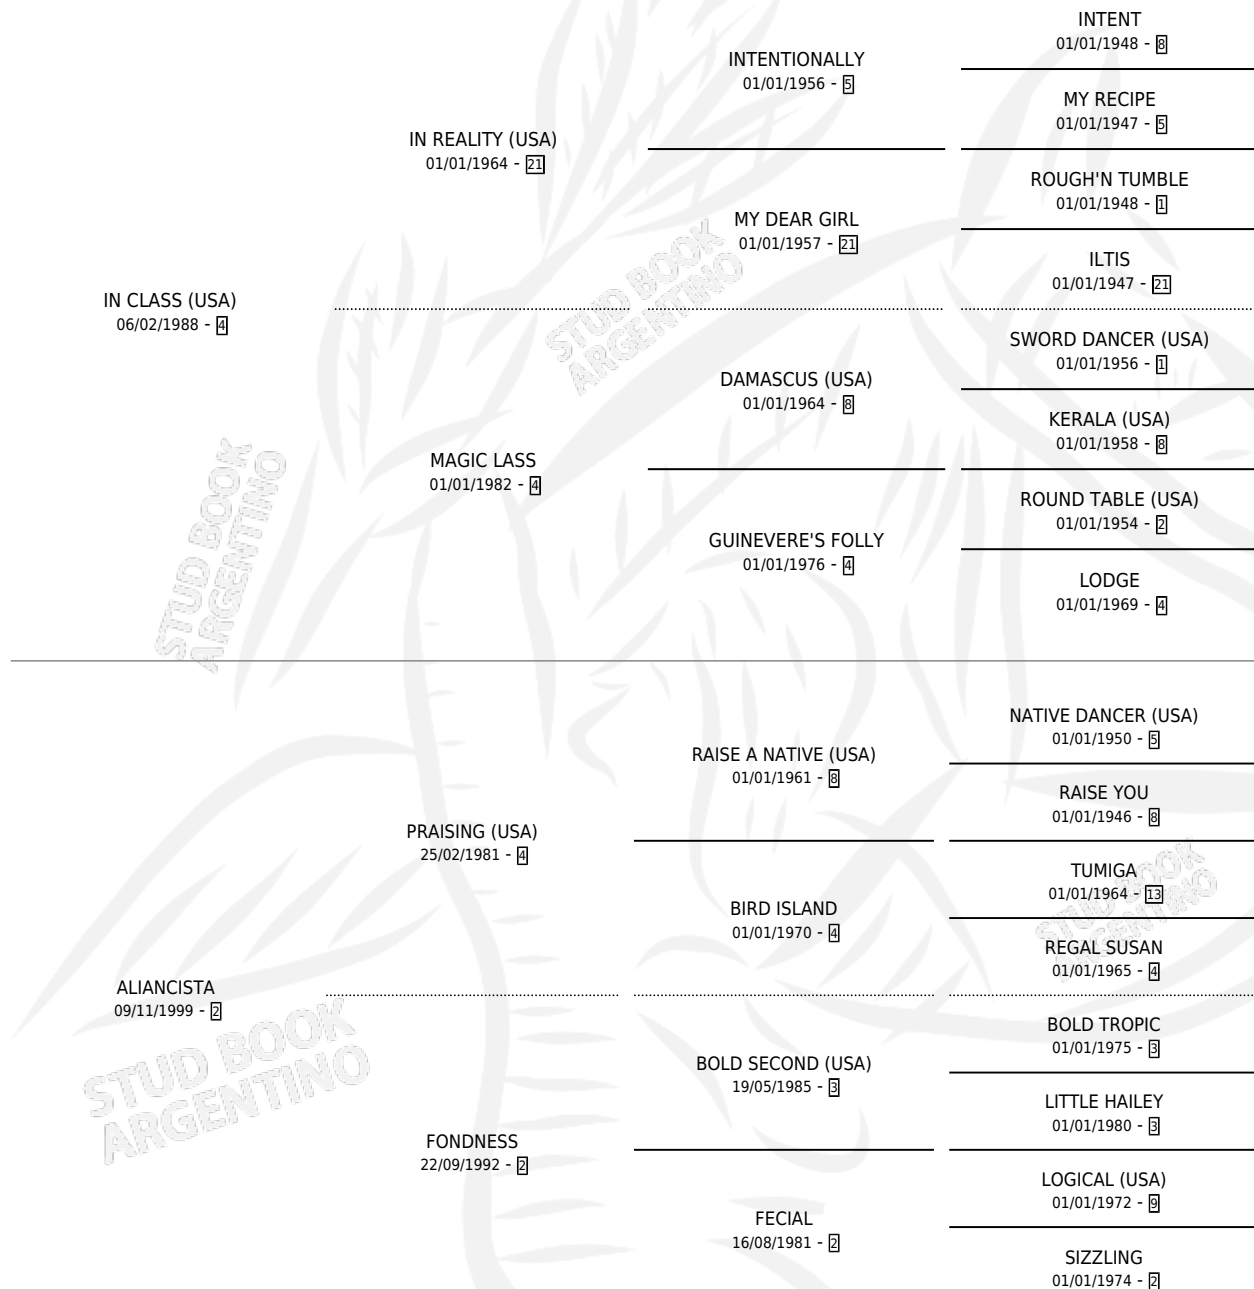 INTENT
01/01/1948 - 8
INTENTIONALLY
01/01/1956 - 5
MY RECIPE
01/01/1947 - 5
IN REALITY (USA)
01/01/1964 - 21
ROUGH'N TUMBLE
01/01/1948 - 1
MY DEAR GIRL
01/01/1957 - 21
ILTIS
01/01/1947 - 21
IN CLASS (USA)
06/02/1988 - 4
SWORD DANCER (USA)
01/01/1956 - 1
DAMASCUS (USA)
01/01/1964 - 8
KERALA (USA)
01/01/1958 - 8
MAGIC LASS
01/01/1982 - 4
ROUND TABLE (USA)
01/01/1954 - 2
GUINEVERE'S FOLLY
01/01/1976 - 4
LODGE
01/01/1969 - 4
NATIVE DANCER (USA)
01/01/1950 - 5
RAISE A NATIVE (USA)
01/01/1961 - 8
RAISE YOU
01/01/1946 - 8
PRAISING (USA)
25/02/1981 - 4
TUMIGA
01/01/1964 - 13
BIRD ISLAND
01/01/1970 - 4
REGAL SUSAN
01/01/1965 - 4
ALIANCISTA
09/11/1999 - 2
BOLD TROPIC
01/01/1975 - 3
BOLD SECOND (USA)
19/05/1985 - 3
LITTLE HAILEY
01/01/1980 - 3
FONDNESS
22/09/1992 - 2
LOGICAL (USA)
01/01/1972 - 9
FECIAL
16/08/1981 - 2
SIZZLING
01/01/1974 - 2
STUD BOOK
ARGENTINO
STUD BOOK
ARGENTINO
STUD BOOK
ARGENTINO
STUD BOOK
ARGENTINO